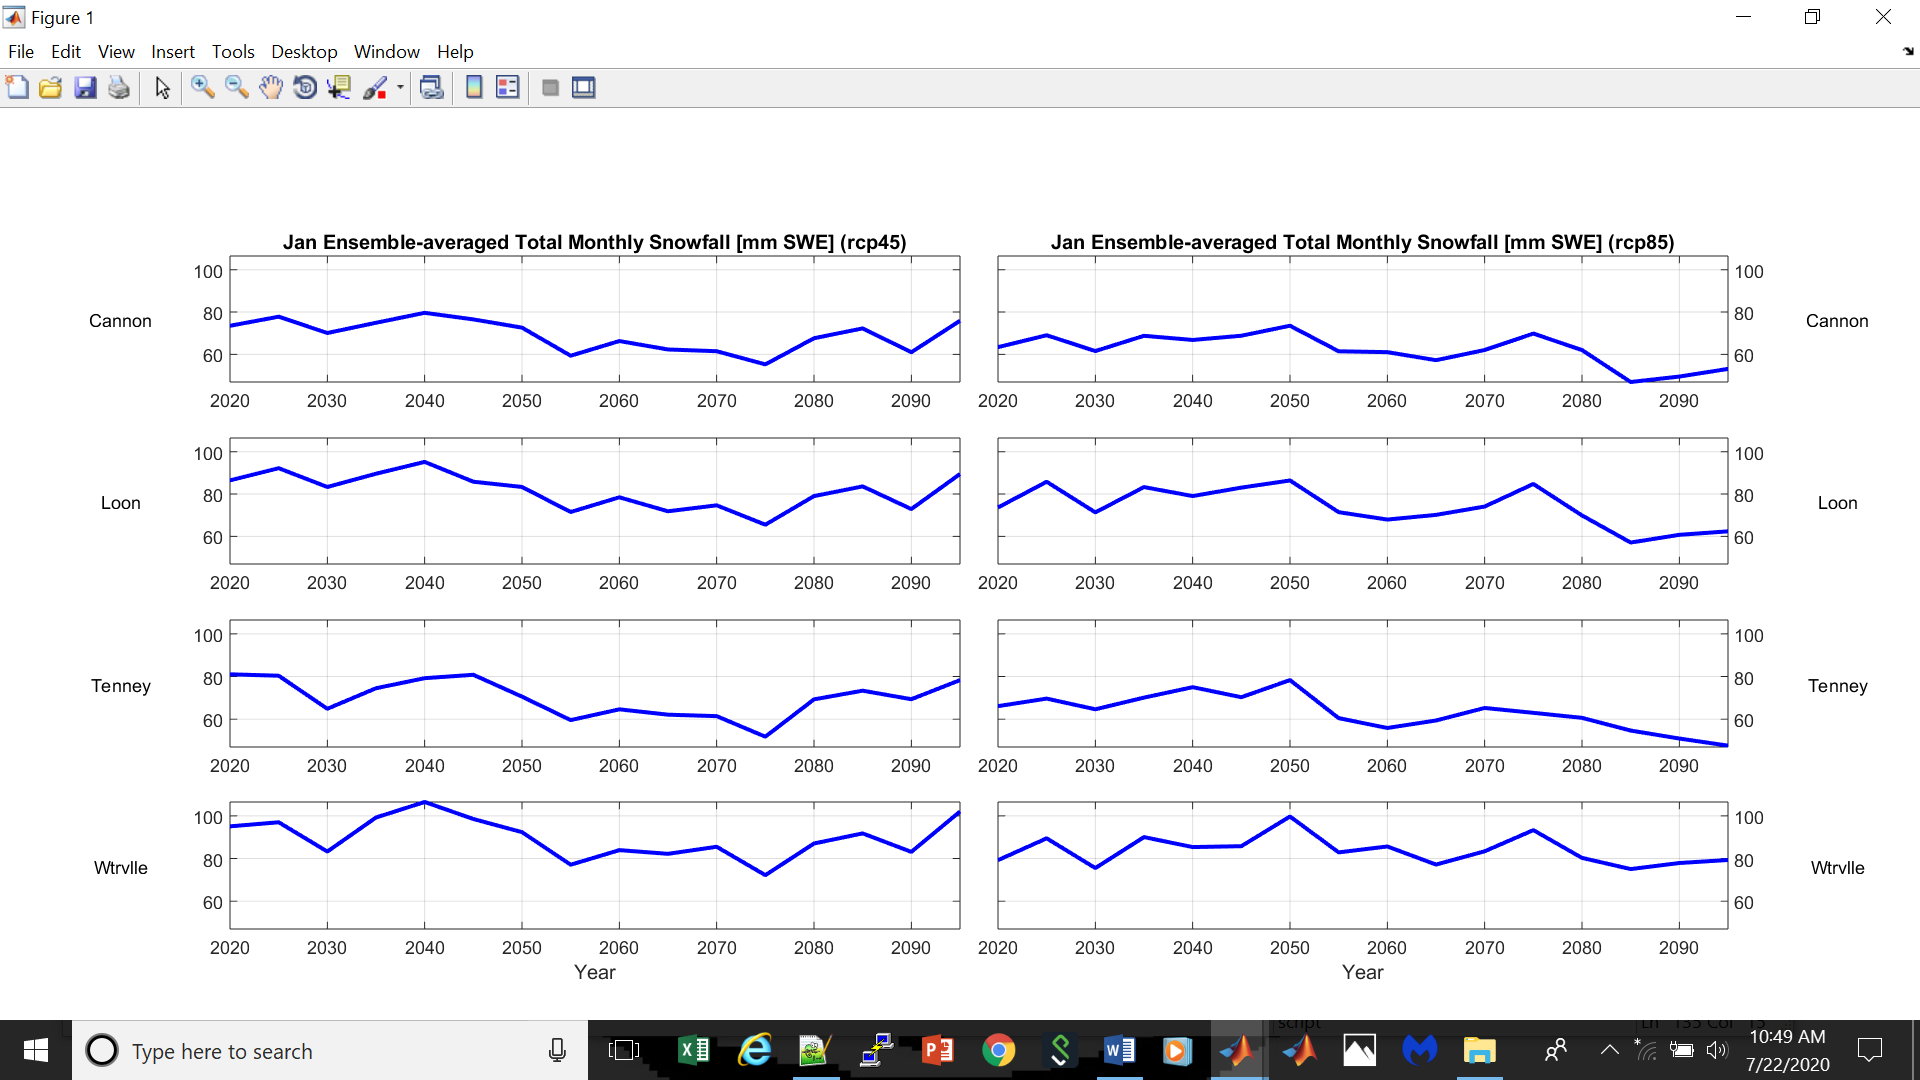 Figure 1
File Edit View Insert Tools Desktop Window Help
Jan Ensemble-averaged Total Monthly Snowfall [mm SWE] (rcp45)
Jan Ensemble-averaged Total Monthly Snowfall [mm SWE] (rcp85)
Cannon
100
80
60
2020 2030 2040 2050 2060 2070 2080 2090
100
80
60
2020 2030 2040 2050 2060 2070 2080 2090
Cannon
Loon
100
80
60
2020 2030 2040 2050 2060 2070 2080 2090
100
80
60
2020 2030 2040 2050 2060 2070 2080 2090
Loon
Tenney
100
80
60
2020 2030 2040 2050 2060 2070 2080 2090
100
80
60
2020 2030 2040 2050 2060 2070 2080 2090
Tenney
Wtrvlle
100
80
60
2020 2030 2040 2050 2060 2070 2080 2090
Year
100
80
60
2020 2030 2040 2050 2060 2070 2080 2090
Year
Wtrvlle
Type here to search
script
10:49 AM
7/22/2020